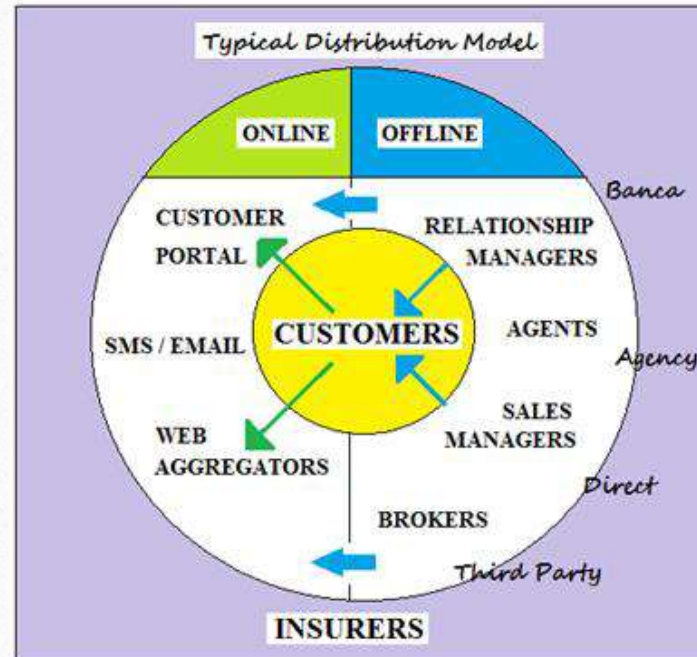 Typical Distribution Model
ONLINE
OFFLINE
Banca
CUSTOMER
PORTAL
RELATIONSHIP
MANAGERS
CUSTOMERS
SMS / EMAIL
AGENTS
Agency
WEB
AGGREGATORS
SALES
MANAGERS
Direct
BROKERS
Third Party
INSURERS